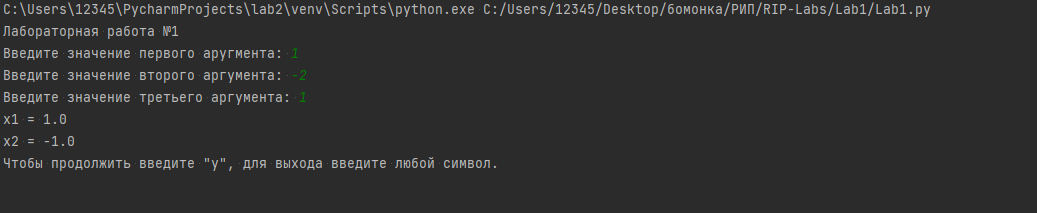 C:\Users\12345\PycharmProjects\lab2\venv\Scripts\python.exe C:/Users/12345/Desktop/бомонка/РИП/RIP-Labs/Lab1/Lab1.py
Лабораторная работа №1
Введите значение первого аругмента: 1
Введите значение второго аргумента: -2
Введите значение третьего аргумента: 1
x1 = 1.0
x2 = -1.0
Чтобы продолжить введите "y", для выхода введите любой символ.